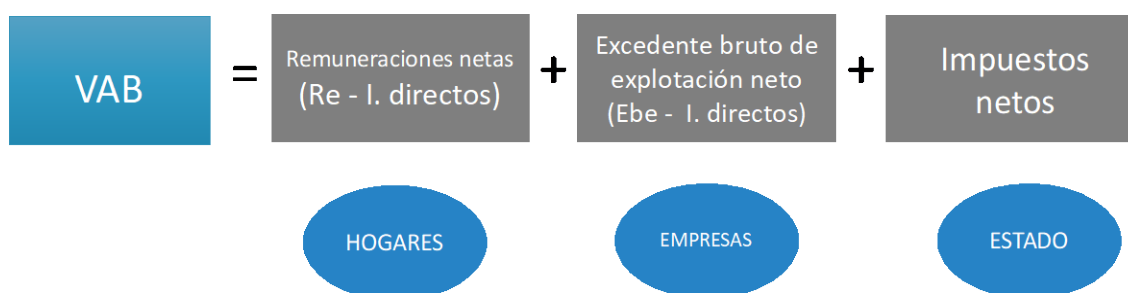 VAB
=
Remuneraciones netas
(Re - I. directos)
+
Excedente bruto de
explotación neto
(Ebe - I. directos)
+
Impuestos
netos
HOGARES
EMPRESAS
ESTADO